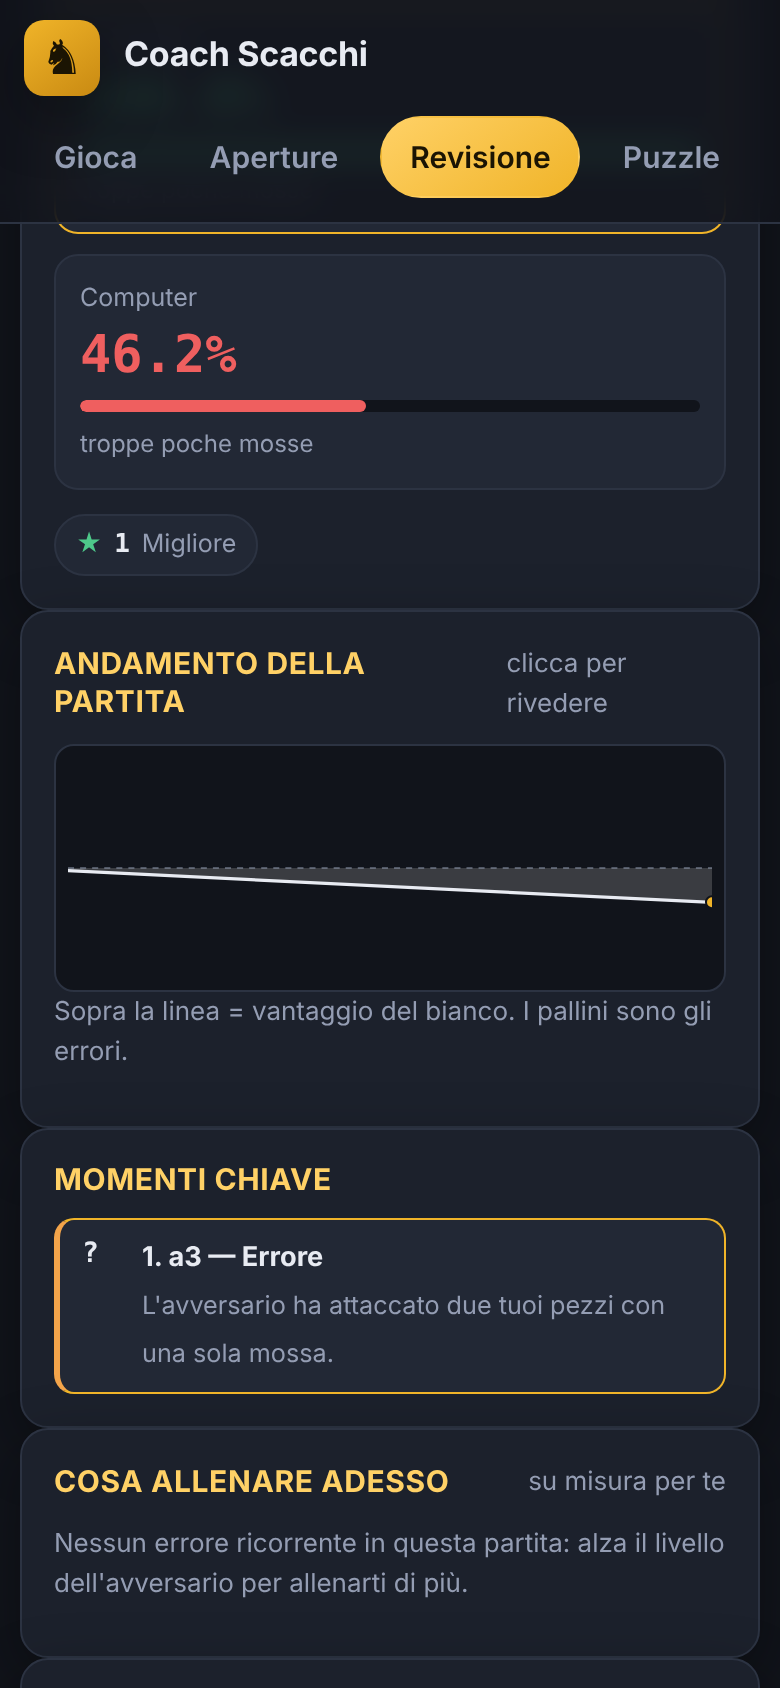 Coach Scacchi
Gioca Aperture Revisione Puzzle
Computer
46.2%
troppe poche mosse
★ 1 Migliore
ANDAMENTO DELLA PARTITA
clicca per rivedere
Sopra la linea = vantaggio del bianco. I pallini sono gli
errori.
MOMENTI CHIAVE
? 1. a3 — Errore
L'avversario ha attaccato due tuoi pezzi con
una sola mossa.
COSA ALLENARE ADESSO su misura per te
Nessun errore ricorrente in questa partita: alza il livello
dell'avversario per allenarti di più.